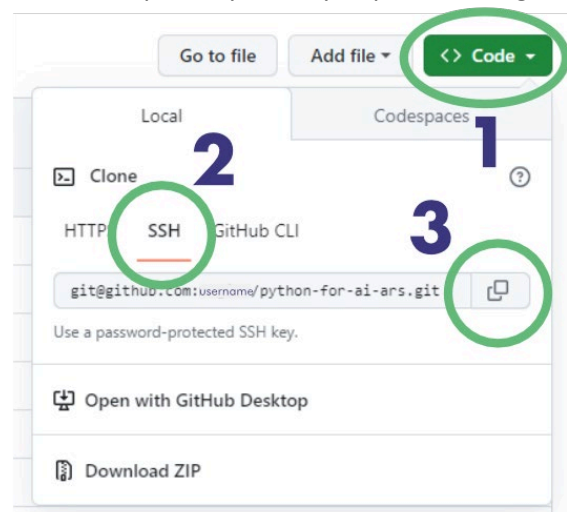 Go to file
Add file
<> Code
Local
Codespaces
1
2
Clone
HTTP
SSH
GitHub CLI
3
git@github.com:username/python-for-ai-ars.git
Use a password-protected SSH key.
Open with GitHub Desktop
Download ZIP